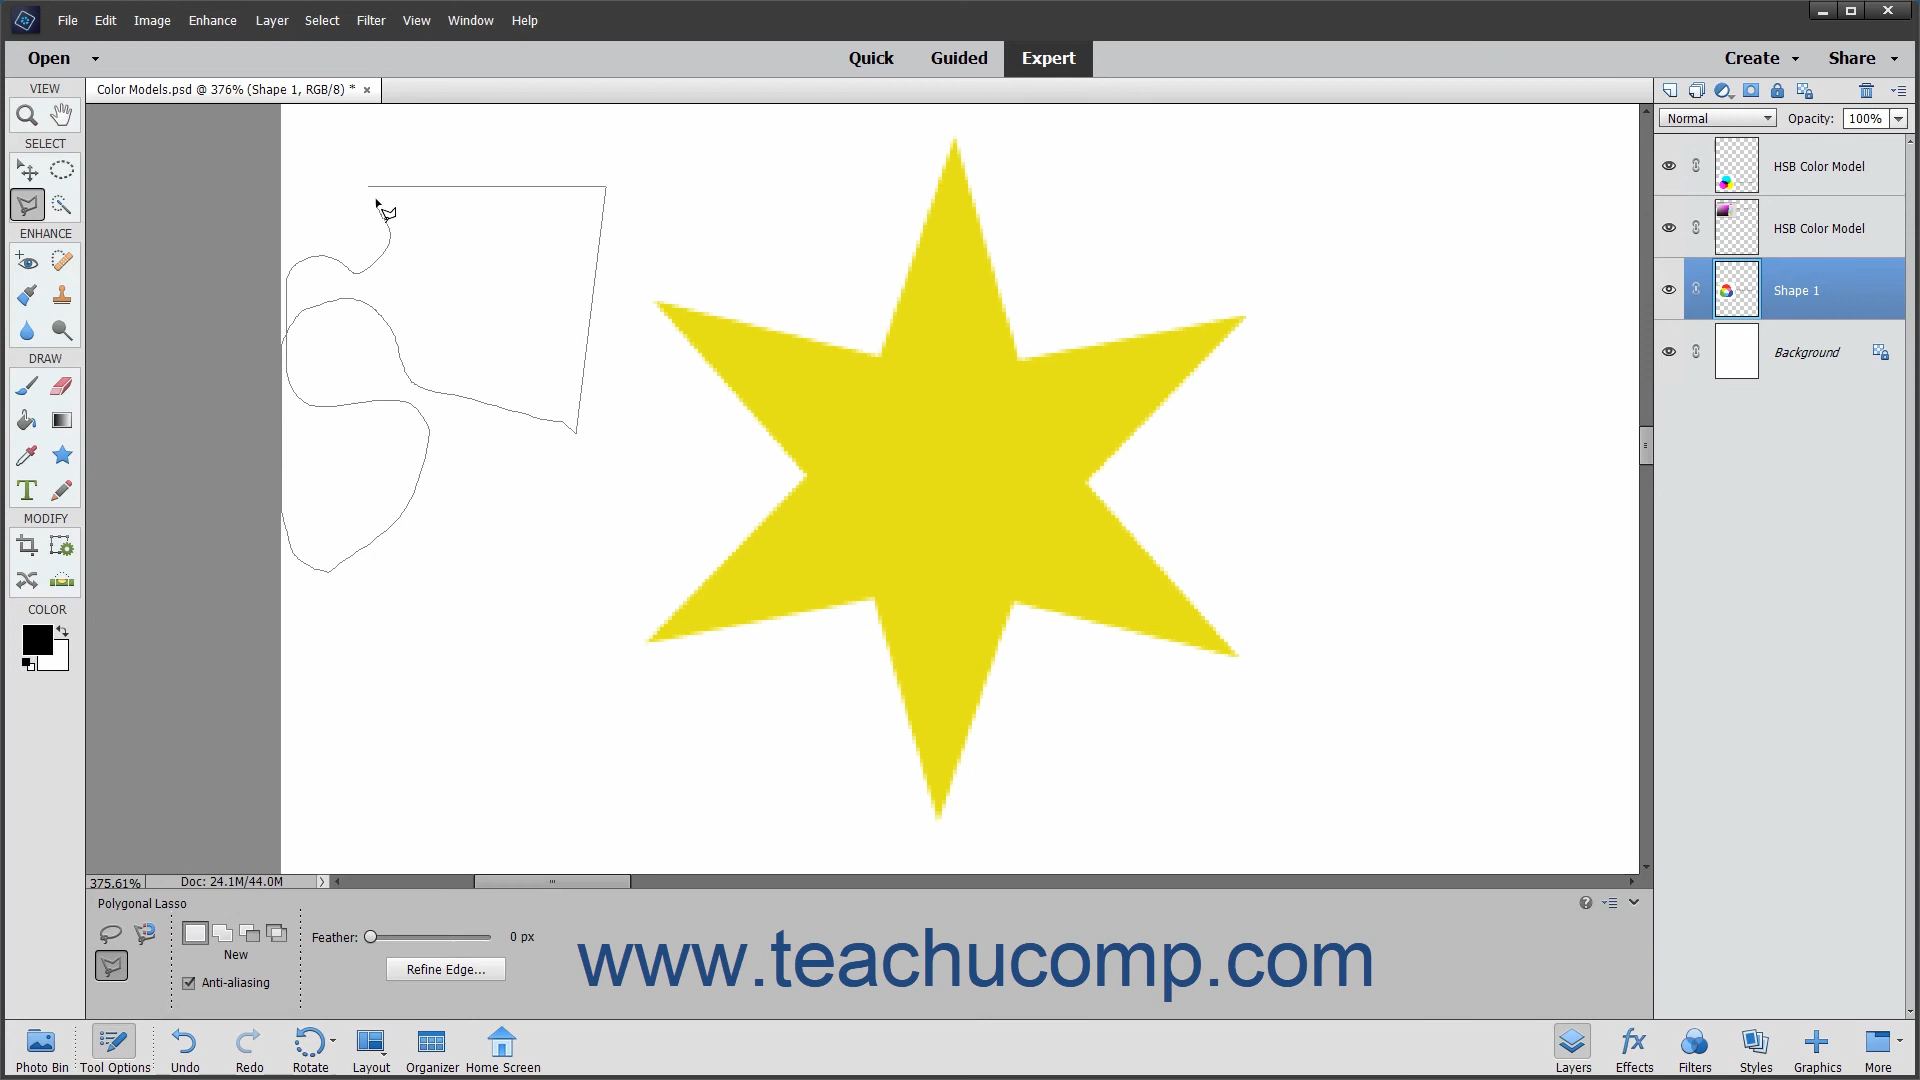 File Edit Image Enhance Layer Select Filter View Window Help
Open Quick Guided Expert Create Share
VIEW
Color Models.psd @ 376% (Shape 1, RGB/8) * ×
Normal Opacity: 100%
SELECT
HSB Color Model
HSB Color Model
ENHANCE
Shape 1
DRAW
Background
T
MODIFY
COLOR
375.61% Doc: 24.1M/44.0M
Polygonal Lasso
Feather: 0 px
New
Refine Edge...
Anti-aliasing
www.teachucomp.com
fx
Photo Bin Tool Options Undo Redo Rotate Layout Organizer Home Screen Layers Effects Filters Styles Graphics More